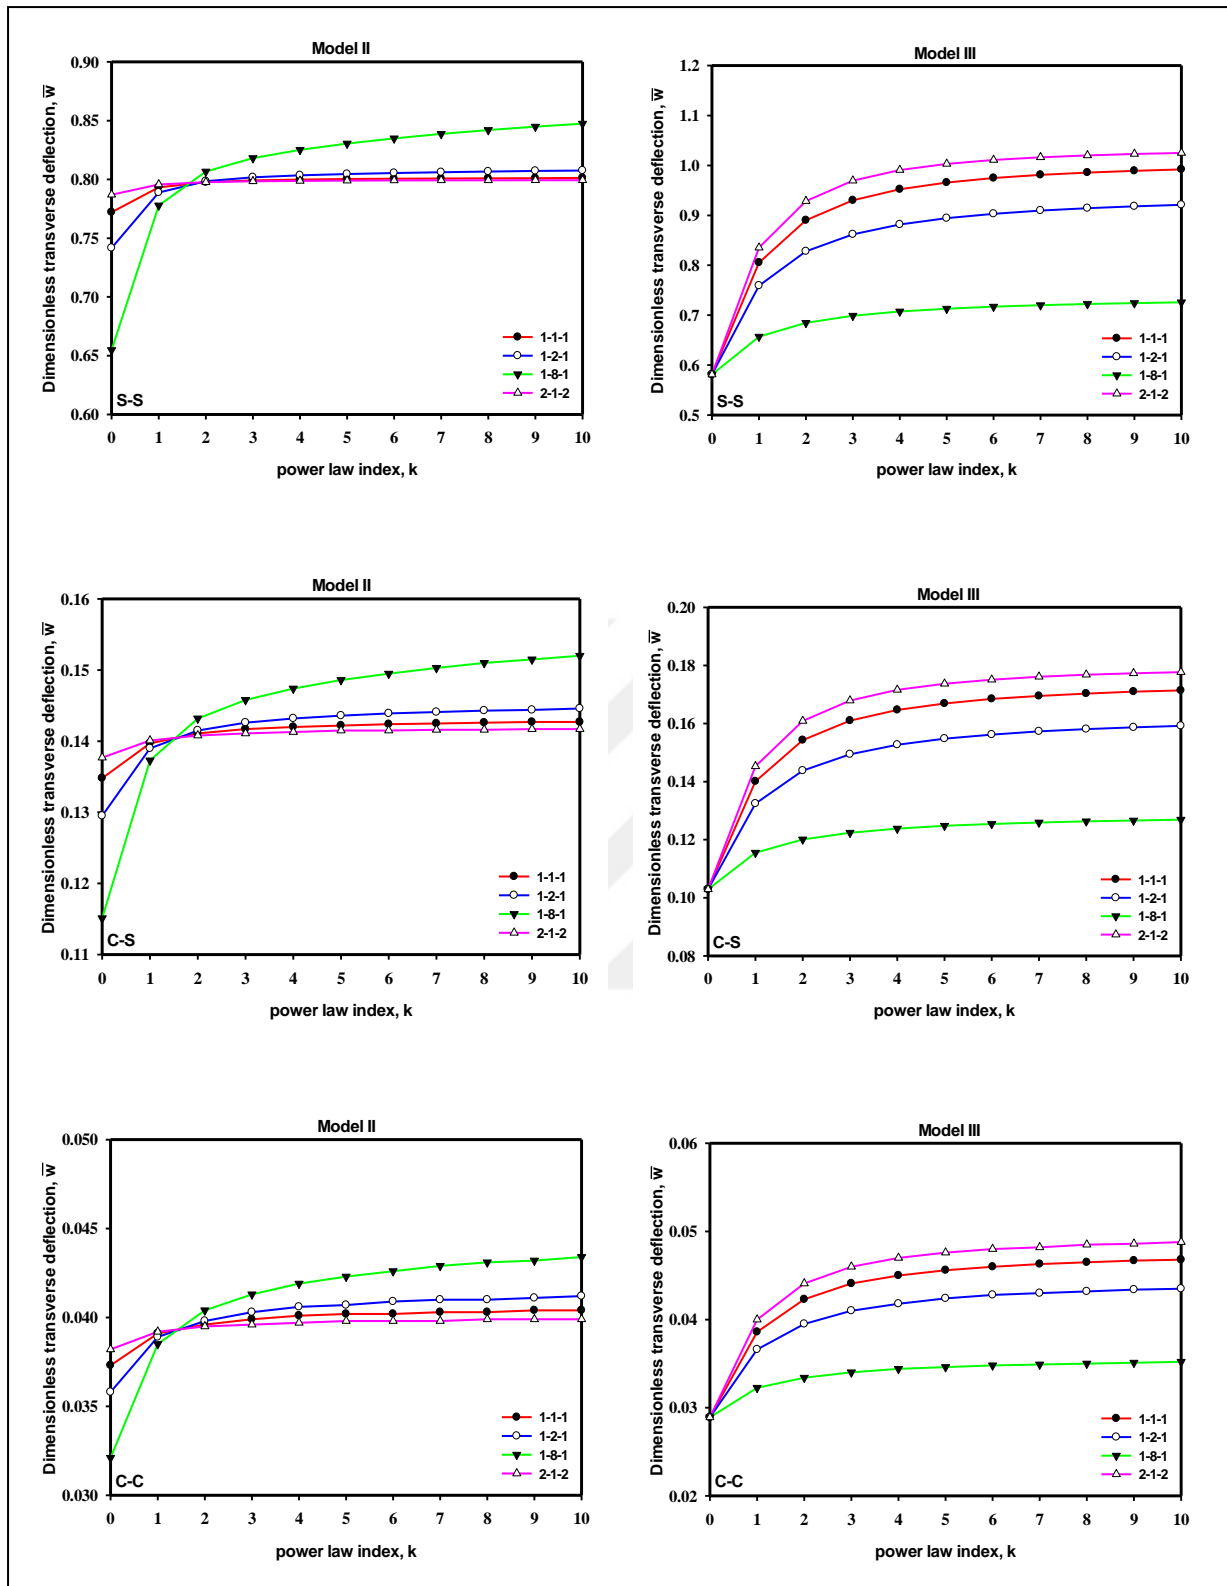 Model II
Dimensionless transverse deflection, w̅
0.90
0.85
0.80
0.75
0.70
0.65
0.60
1-1-1
1-2-1
1-8-1
2-1-2
S-S
0 1 2 3 4 5 6 7 8 9 10
power law index, k
Model III
Dimensionless transverse deflection, w̅
1.2
1.1
1.0
0.9
0.8
0.7
0.6
0.5
1-1-1
1-2-1
1-8-1
2-1-2
S-S
0 1 2 3 4 5 6 7 8 9 10
power law index, k
Model II
Dimensionless transverse deflection, w̅
0.16
0.15
0.14
0.13
0.12
0.11
1-1-1
1-2-1
1-8-1
2-1-2
C-S
0 1 2 3 4 5 6 7 8 9 10
power law index, k
Model III
Dimensionless transverse deflection, w̅
0.20
0.18
0.16
0.14
0.12
0.10
0.08
1-1-1
1-2-1
1-8-1
2-1-2
C-S
0 1 2 3 4 5 6 7 8 9 10
power law index, k
Model II
Dimensionless transverse deflection, w̅
0.050
0.045
0.040
0.035
0.030
1-1-1
1-2-1
1-8-1
2-1-2
C-C
0 1 2 3 4 5 6 7 8 9 10
power law index, k
Model III
Dimensionless transverse deflection, w̅
0.06
0.05
0.04
0.03
0.02
1-1-1
1-2-1
1-8-1
2-1-2
C-C
0 1 2 3 4 5 6 7 8 9 10
power law index, k